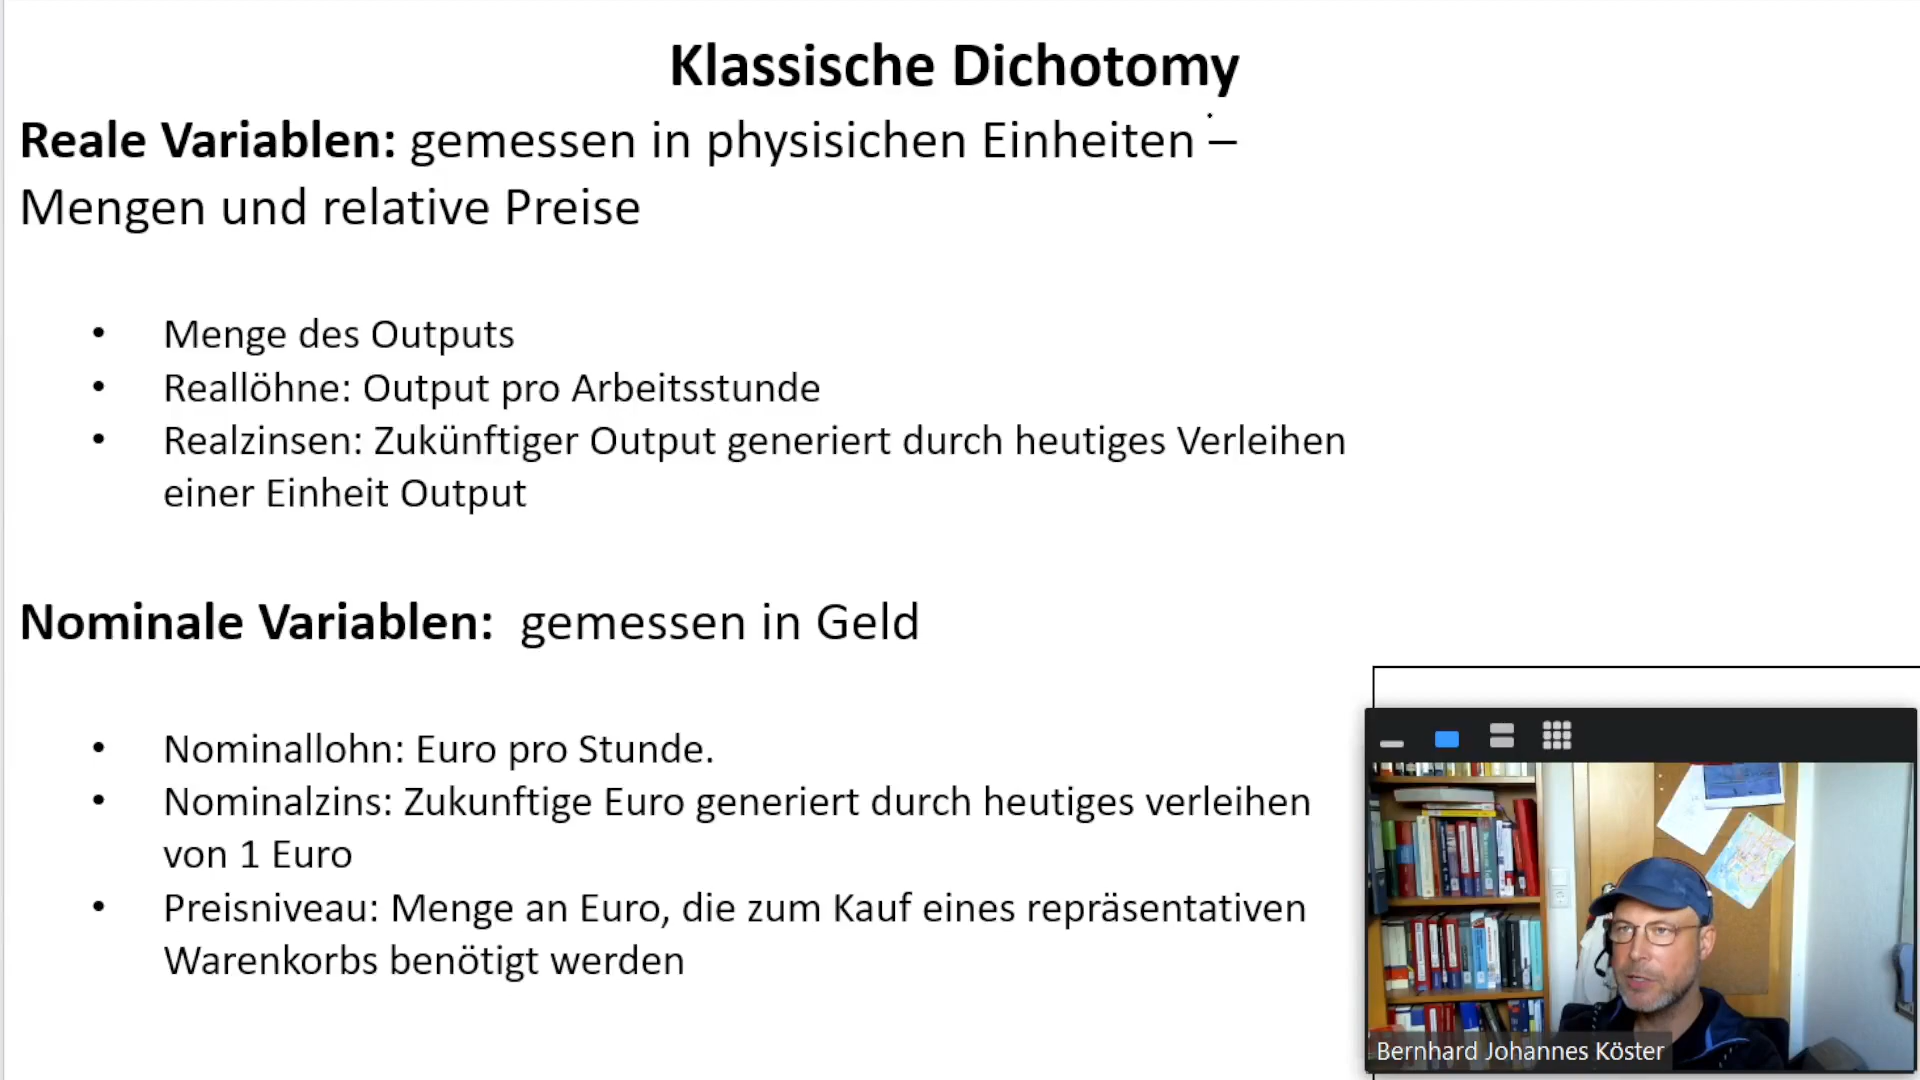 Klassische Dichotomy
Reale Variablen: gemessen in physisichen Einheiten –
Mengen und relative Preise
• Menge des Outputs
• Reallöhne: Output pro Arbeitsstunde
• Realzinsen: Zukünftiger Output generiert durch heutiges Verleihen
einer Einheit Output
Nominale Variablen: gemessen in Geld
• Nominallohn: Euro pro Stunde.
• Nominalzins: Zukunftige Euro generiert durch heutiges verleihen
von 1 Euro
• Preisniveau: Menge an Euro, die zum Kauf eines repräsentativen
Warenkorbs benötigt werden
Bernhard Johannes Köster